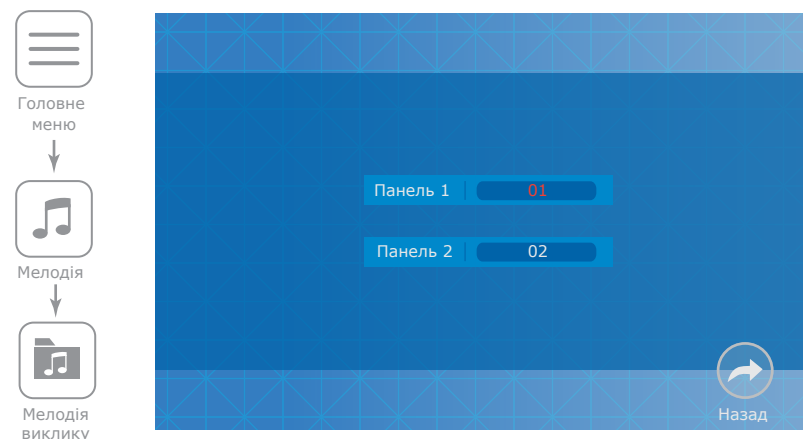 Головне
меню
Мелодія
Мелодія
виклику
Панель 1 01
Панель 2 02
Назад